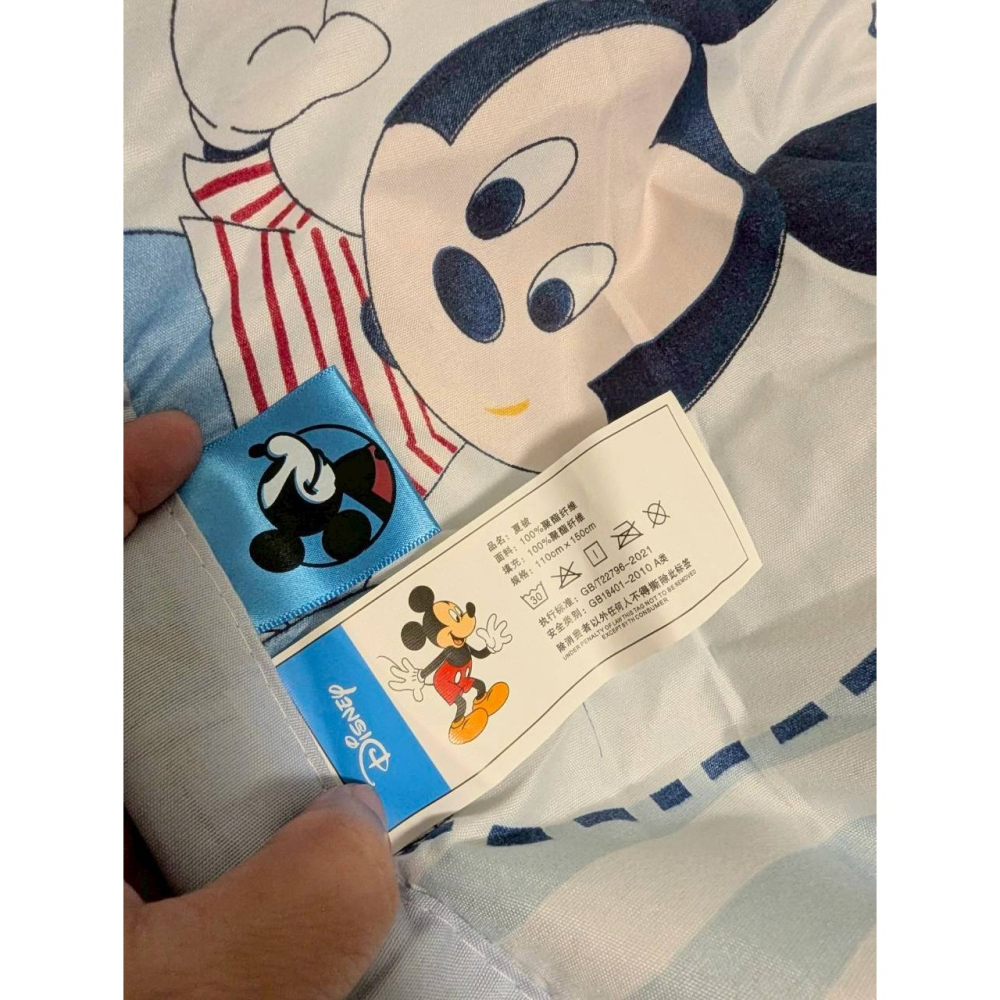 品名：夏被
面料：100%聚酯纤维
填充：100%聚酯纤维
规格：110cm×150cm
30
执行标准：GB/T22796-2021
安全类别：GB18401-2010 A类
除消费者以外任何人不得撕除此标签
UNDER PENALTY OF LAW THIS TAG NOT TO BE REMOVED
EXCEPT BY TH CONSUMER
Disney